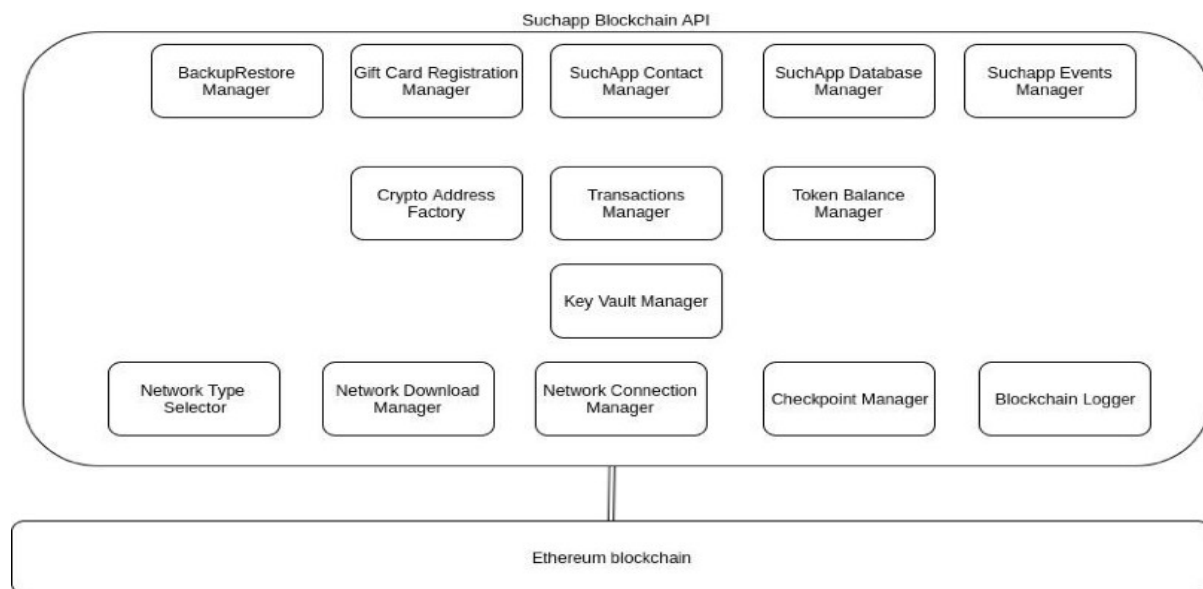 Suchapp Blockchain API
BackupRestore
Manager
Gift Card Registration
Manager
SuchApp Contact
Manager
SuchApp Database
Manager
Suchapp Events
Manager
Crypto Address
Factory
Transactions
Manager
Token Balance
Manager
Key Vault Manager
Network Type
Selector
Network Download
Manager
Network Connection
Manager
Checkpoint Manager
Blockchain Logger
Ethereum blockchain